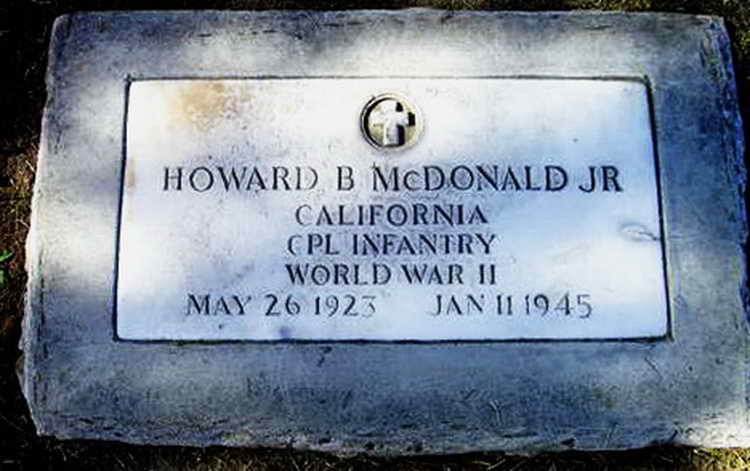 HOWARD B McDONALD JR
CALIFORNIA
CPL INFANTRY
WORLD WAR II
MAY 26 1923 JAN 11 1945